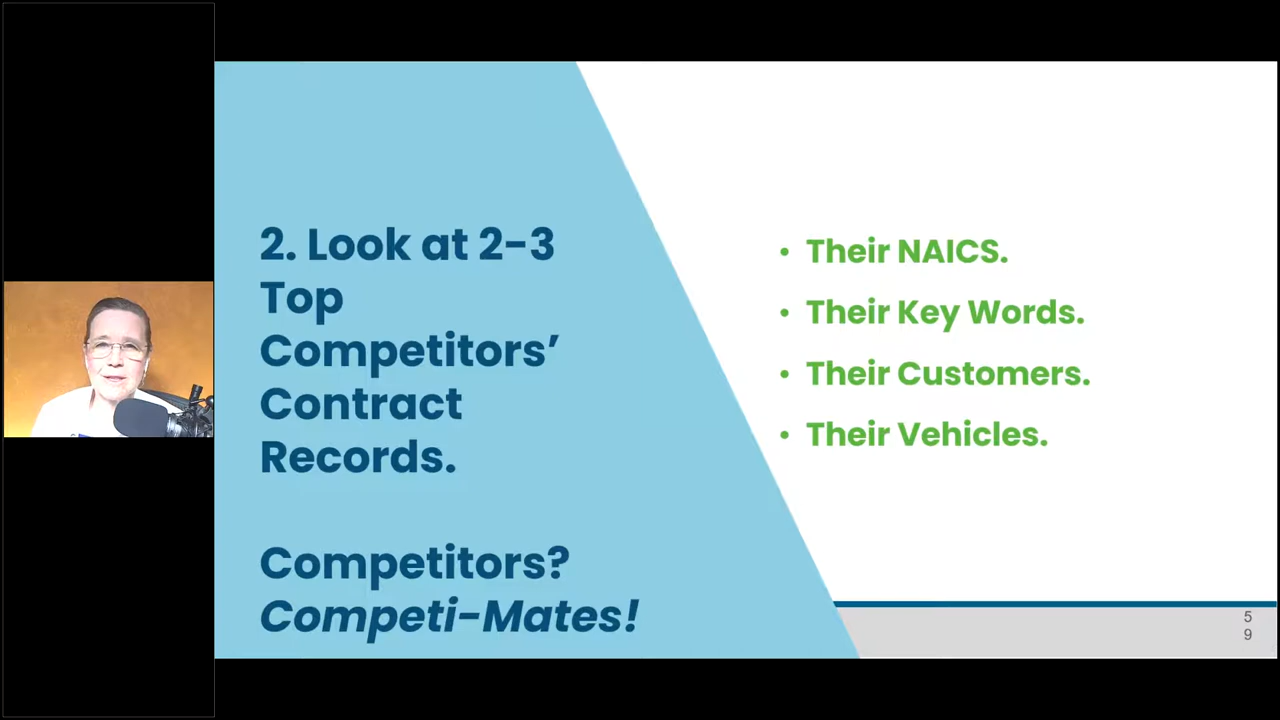 2. Look at 2-3
Top
Competitors’
Contract
Records.
Competitors?
Competi-Mates!
• Their NAICS.
• Their Key Words.
• Their Customers.
• Their Vehicles.
5
9